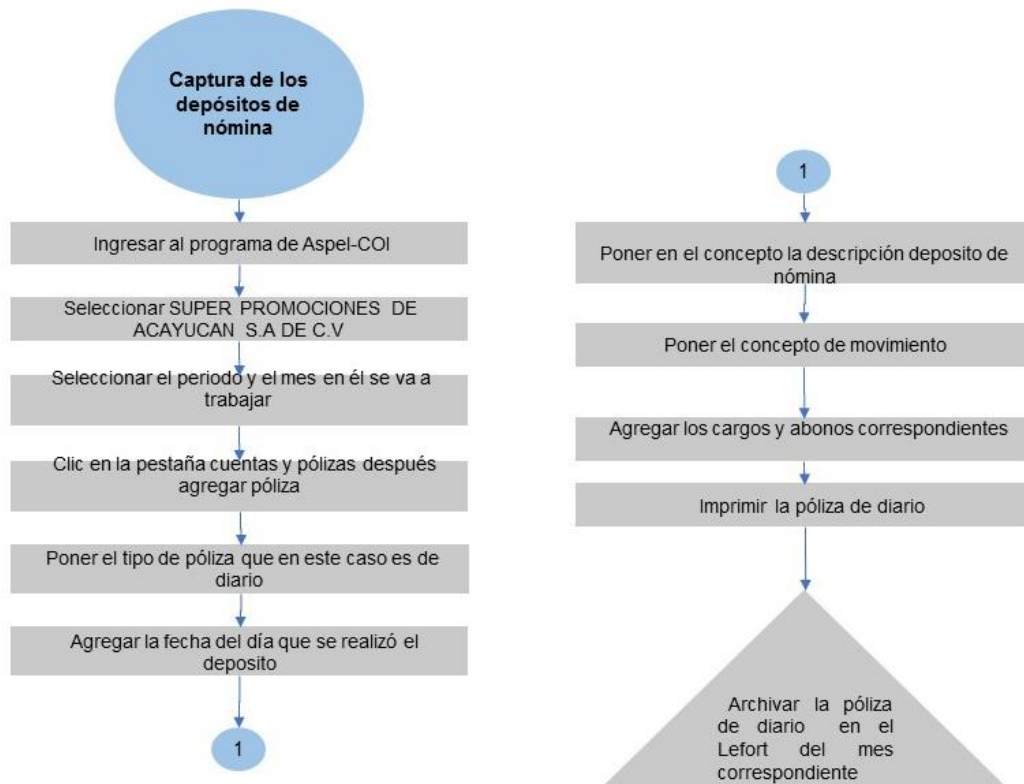 Captura de los
depósitos de
nómina
Ingresar al programa de Aspel-COI
Seleccionar SUPER PROMOCIONES DE
ACAYUCAN S.A DE C.V
Seleccionar el periodo y el mes en él se va a
trabajar
Clic en la pestaña cuentas y pólizas después
agregar póliza
Poner el tipo de póliza que en este caso es de
diario
Agregar la fecha del día que se realizó el
deposito
1
1
Poner en el concepto la descripción deposito de
nómina
Poner el concepto de movimiento
Agregar los cargos y abonos correspondientes
Imprimir la póliza de diario
Archivar la póliza
de diario en el
Lefort del mes
correspondiente